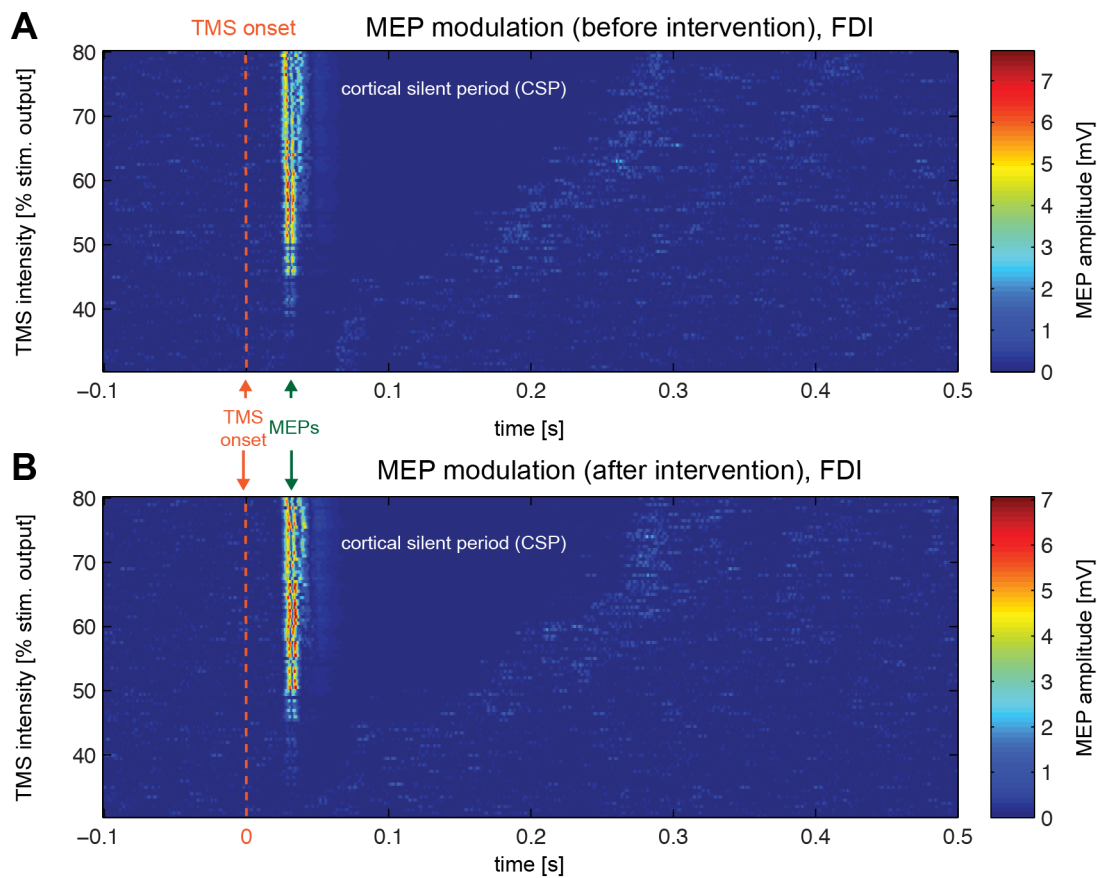 A
TMS onset
MEP modulation (before intervention), FDI
TMS intensity [% stim. output]
80
70
60
50
40
cortical silent period (CSP)
−0.1
0.1
0.2
0.3
0.4
0.5
time [s]
7
6
5
4
3
2
1
0
MEP amplitude [mV]
TMS
onset
MEPs
B
MEP modulation (after intervention), FDI
TMS intensity [% stim. output]
80
70
60
50
40
cortical silent period (CSP)
−0.1
0
0.1
0.2
0.3
0.4
0.5
time [s]
7
6
5
4
3
2
1
0
MEP amplitude [mV]